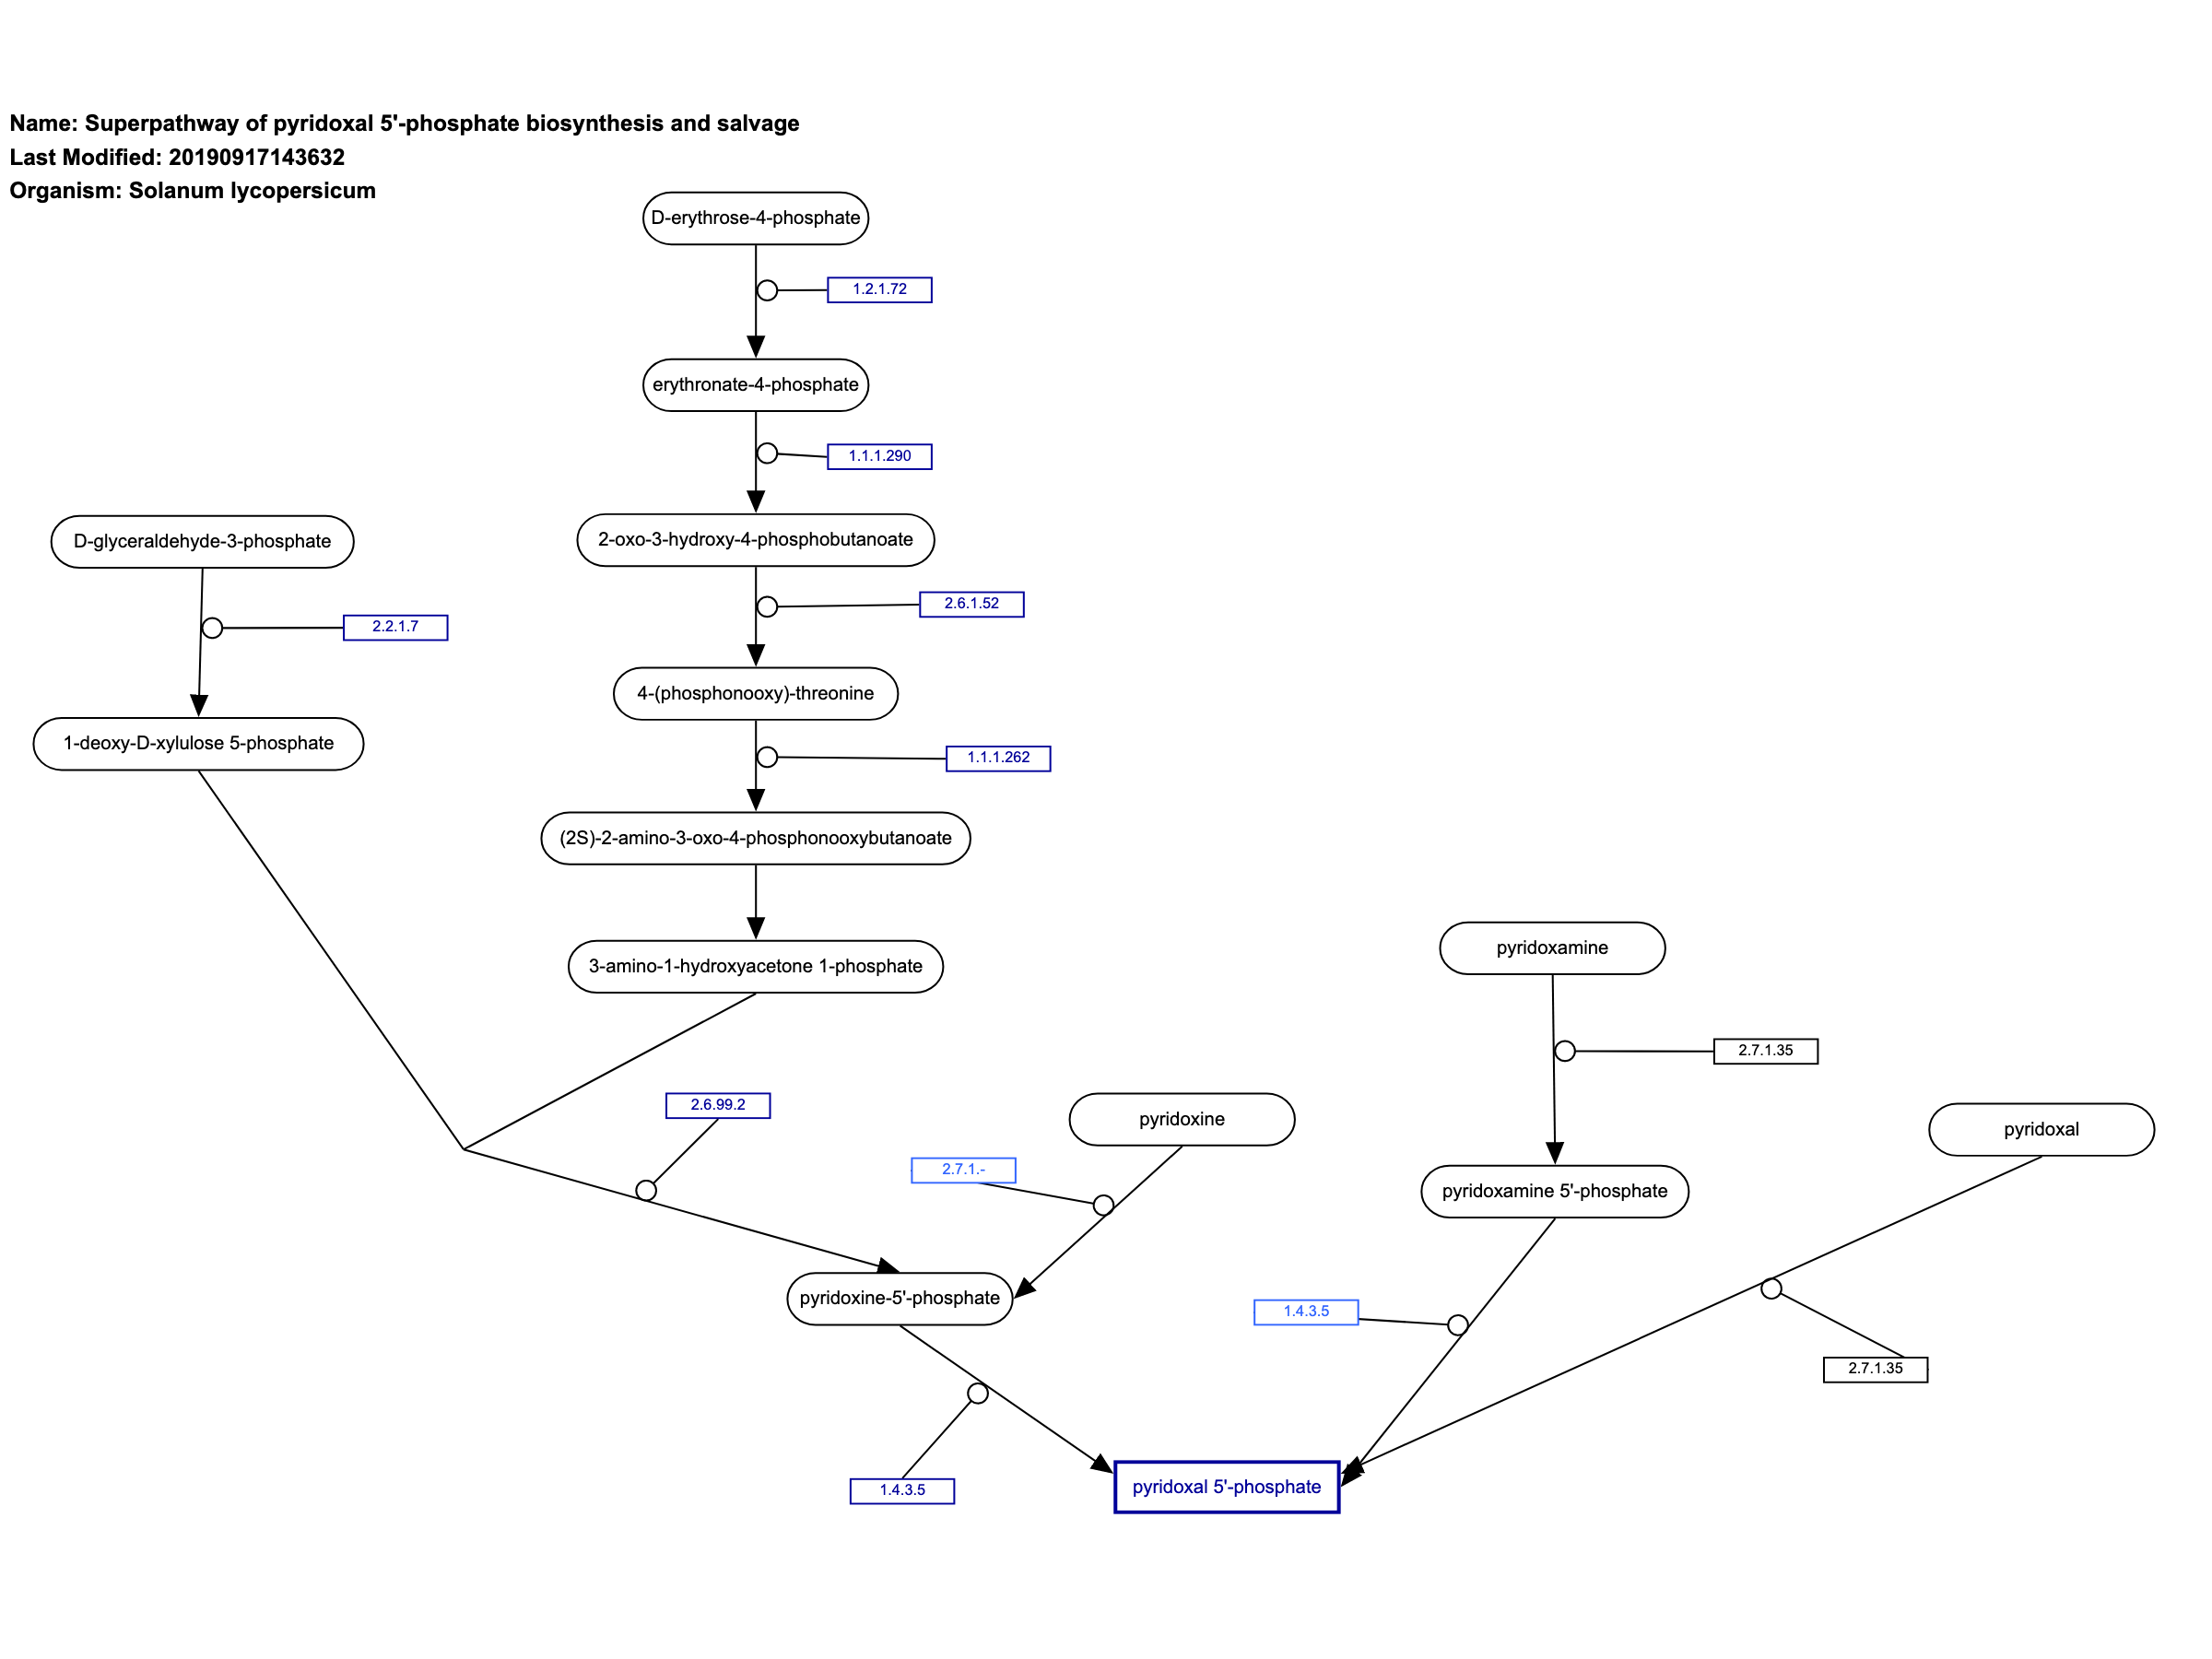 Name: Superpathway of pyridoxal 5'-phosphate biosynthesis and salvage
Last Modified: 20190917143632
Organism: Solanum lycopersicum
D-erythrose-4-phosphate
1.2.1.72
erythronate-4-phosphate
1.1.1.290
D-glyceraldehyde-3-phosphate
2-oxo-3-hydroxy-4-phosphobutanoate
2.6.1.52
2.2.1.7
4-(phosphonooxy)-threonine
1-deoxy-D-xylulose 5-phosphate
1.1.1.262
(2S)-2-amino-3-oxo-4-phosphonooxybutanoate
3-amino-1-hydroxyacetone 1-phosphate
pyridoxamine
2.7.1.35
2.6.99.2
pyridoxine
pyridoxal
2.7.1.-
pyridoxamine 5'-phosphate
pyridoxine-5'-phosphate
1.4.3.5
2.7.1.35
1.4.3.5
pyridoxal 5'-phosphate